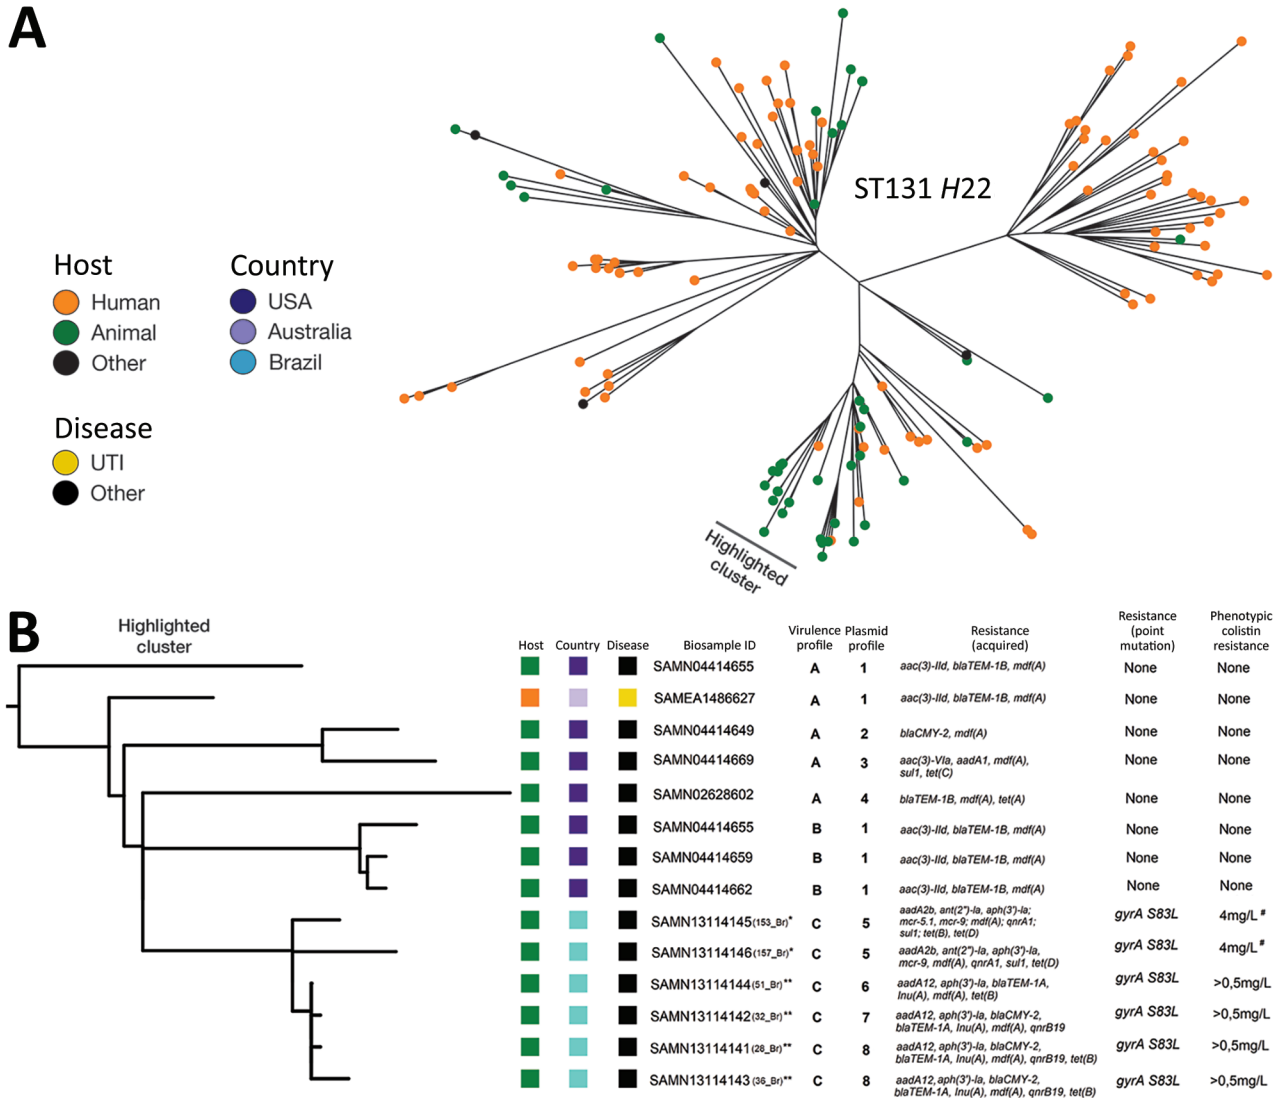 A
ST131 H22
Host
Human
Animal
Other
Country
USA
Australia
Brazil
Disease
UTI
Other
Highlighted
cluster
B
Highlighted
cluster
Host Country Disease Biosample ID Virulence profile Plasmid profile Resistance (acquired) Resistance (point mutation) Phenotypic colistin resistance
SAMN04414655 A 1 aac(3)-IId, blaTEM-1B, mdf(A) None None
SAMEA1486627 A 1 aac(3)-IId, blaTEM-1B, mdf(A) None None
SAMN04414649 A 2 blaCMY-2, mdf(A) None None
SAMN04414669 A 3 aac(3)-VIa, aadA1, mdf(A), sul1, tet(C) None None
SAMN02628602 A 4 blaTEM-1B, mdf(A), tet(A) None None
SAMN04414655 B 1 aac(3)-IId, blaTEM-1B, mdf(A) None None
SAMN04414659 B 1 aac(3)-IId, blaTEM-1B, mdf(A) None None
SAMN04414662 B 1 aac(3)-IId, blaTEM-1B, mdf(A) None None
SAMN13114145 (153_Br)* C 5 aadA2b, ant(2")-Ia, aph(3')-Ia; mcr-5.1, mcr-9; mdf(A); qnrA1; sul1; tet(B), tet(D) gyrA S83L 4mg/L #
SAMN13114146 (157_Br)* C 5 aadA2b, ant(2")-Ia, aph(3')-Ia, mcr-9, mdf(A), qnrA1, sul1, tet(D) gyrA S83L 4mg/L #
SAMN13114144 (51_Br)** C 6 aadA12, aph(3')-Ia, blaTEM-1A, lnu(A), mdf(A), tet(B) gyrA S83L >0,5mg/L
SAMN13114142 (32_Br)** C 7 aadA12, aph(3')-Ia, blaCMY-2, blaTEM-1A, lnu(A), mdf(A), qnrB19 gyrA S83L >0,5mg/L
SAMN13114141 (28_Br)** C 8 aadA12, aph(3')-Ia, blaCMY-2, blaTEM-1A, lnu(A), mdf(A), qnrB19, tet(B) gyrA S83L >0,5mg/L
SAMN13114143 (36_Br)** C 8 aadA12, aph(3')-Ia, blaCMY-2, blaTEM-1A, lnu(A), mdf(A), qnrB19, tet(B) gyrA S83L >0,5mg/L